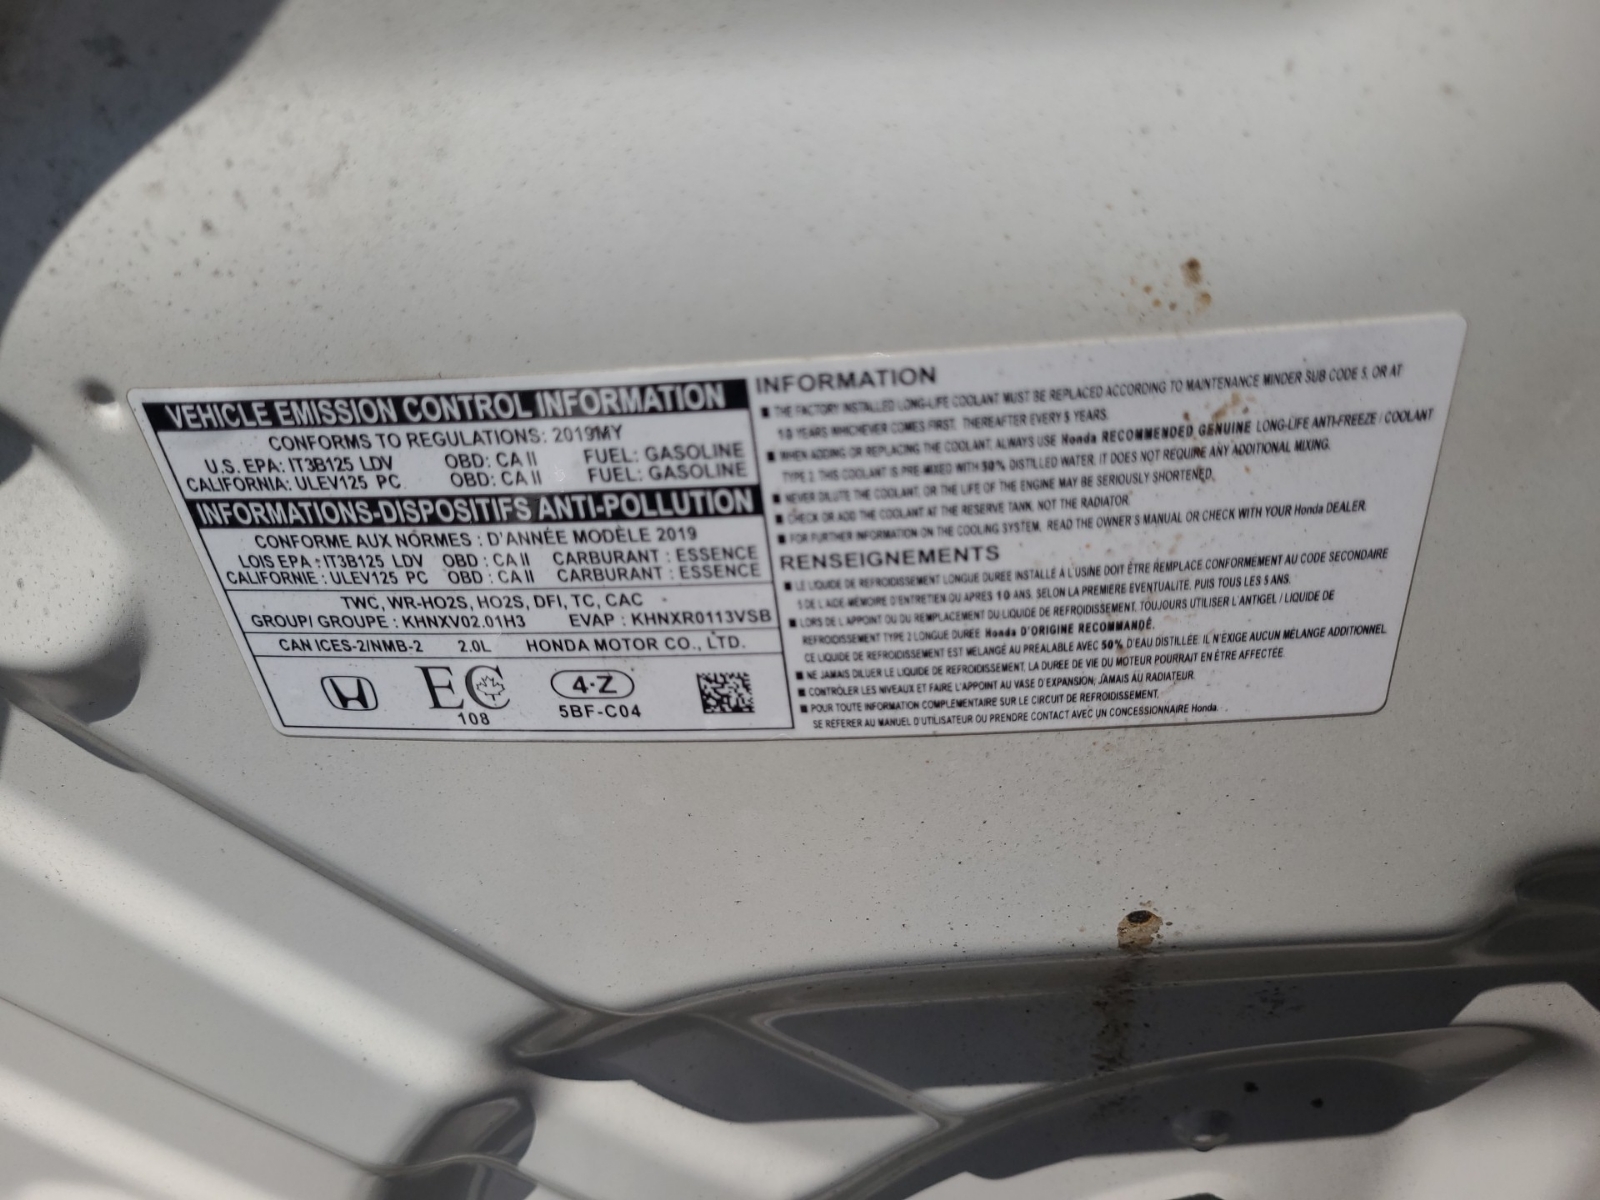 VEHICLE EMISSION CONTROL INFORMATION
CONFORMS TO REGULATIONS: 2019MY
U.S. EPA: IT3B125 LDV OBD: CA II FUEL: GASOLINE
CALIFORNIA: ULEV125 PC OBD: CA II FUEL: GASOLINE
INFORMATIONS-DISPOSITIFS ANTI-POLLUTION
CONFORME AUX NORMES : D'ANNÉE MODÈLE 2019
LOIS EPA : IT3B125 LDV OBD : CA II CARBURANT : ESSENCE
CALIFORNIE : ULEV125 PC OBD : CA II CARBURANT : ESSENCE
TWC, WR-HO2S, HO2S, DFI, TC, CAC
GROUP/ GROUPE : KHNXV02.01H3 EVAP : KHNXR0113VSB
CAN ICES-2/NMB-2 2.0L HONDA MOTOR CO., LTD.
EC 4·Z
108 5BF-C04
INFORMATION
■ THE FACTORY INSTALLED LONG-LIFE COOLANT MUST BE REPLACED ACCORDING TO MAINTENANCE MINDER SUB CODE 5, OR AT
10 YEARS WHICHEVER COMES FIRST. THEREAFTER EVERY 5 YEARS.
■ WHEN ADDING OR REPLACING THE COOLANT, ALWAYS USE Honda RECOMMENDED GENUINE LONG-LIFE ANTI-FREEZE / COOLANT
TYPE 2. THIS COOLANT IS PRE-MIXED WITH 50% DISTILLED WATER. IT DOES NOT REQUIRE ANY ADDITIONAL MIXING.
■ NEVER DILUTE THE COOLANT, OR THE LIFE OF THE ENGINE MAY BE SERIOUSLY SHORTENED.
■ CHECK OR ADD THE COOLANT AT THE RESERVE TANK, NOT THE RADIATOR.
■ FOR FURTHER INFORMATION ON THE COOLING SYSTEM, READ THE OWNER'S MANUAL OR CHECK WITH YOUR Honda DEALER.
RENSEIGNEMENTS
■ LE LIQUIDE DE REFROIDISSEMENT LONGUE DURÉE INSTALLÉ À L'USINE DOIT ÊTRE REMPLACÉ CONFORMÉMENT AU CODE SECONDAIRE
5 DE L'AIDE-MÉMOIRE D'ENTRETIEN OU APRÈS 10 ANS, SELON LA PREMIÈRE ÉVENTUALITÉ, PUIS TOUS LES 5 ANS.
■ LORS DE L'APPOINT OU DU REMPLACEMENT DU LIQUIDE DE REFROIDISSEMENT, TOUJOURS UTILISER L'ANTIGEL / LIQUIDE DE
REFROIDISSEMENT TYPE 2 LONGUE DURÉE Honda D'ORIGINE RECOMMANDÉ.
CE LIQUIDE DE REFROIDISSEMENT EST MÉLANGÉ AU PRÉALABLE AVEC 50% D'EAU DISTILLÉE. IL N'EXIGE AUCUN MÉLANGE ADDITIONNEL.
■ NE JAMAIS DILUER LE LIQUIDE DE REFROIDISSEMENT, LA DURÉE DE VIE DU MOTEUR POURRAIT EN ÊTRE AFFECTÉE.
■ CONTRÔLER LES NIVEAUX ET FAIRE L'APPOINT AU VASE D'EXPANSION, JAMAIS AU RADIATEUR.
■ POUR TOUTE INFORMATION COMPLÉMENTAIRE SUR LE CIRCUIT DE REFROIDISSEMENT,
SE RÉFÉRER AU MANUEL D'UTILISATEUR OU PRENDRE CONTACT AVEC UN CONCESSIONNAIRE Honda.